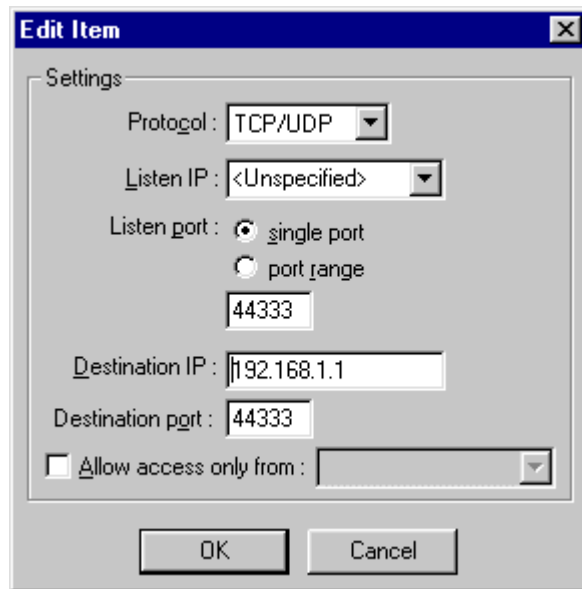 Edit Item
Settings
Protocol : TCP/UDP
Listen IP : <Unspecified>
Listen port : single port
port range
44333
Destination IP : 192.168.1.1
Destination port : 44333
Allow access only from :
OK Cancel